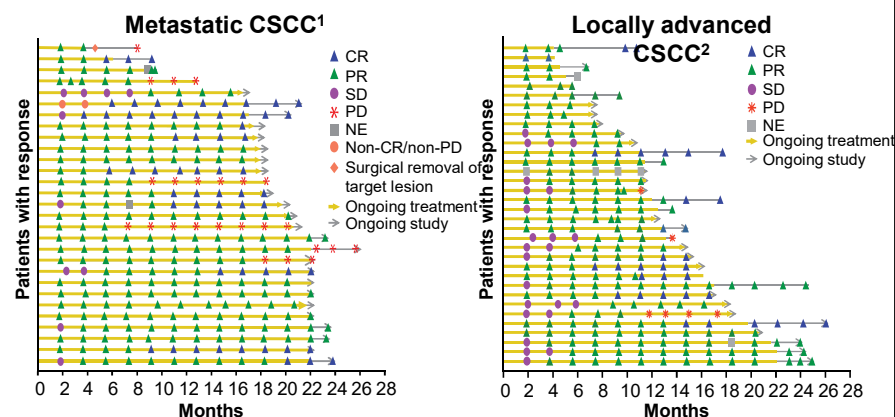 Metastatic CSCC1
Patients with response
CR
PR
SD
PD
NE
Non-CR/non-PD
Surgical removal of
target lesion
Ongoing treatment
Ongoing study
0 2 4 6 8 10 12 14 16 18 20 22 24 26 28
Months
Locally advanced
CSCC2
Patients with response
CR
PR
SD
PD
NE
Ongoing treatment
Ongoing study
0 2 4 6 8 10 12 14 16 18 20 22 24 26 28
Months